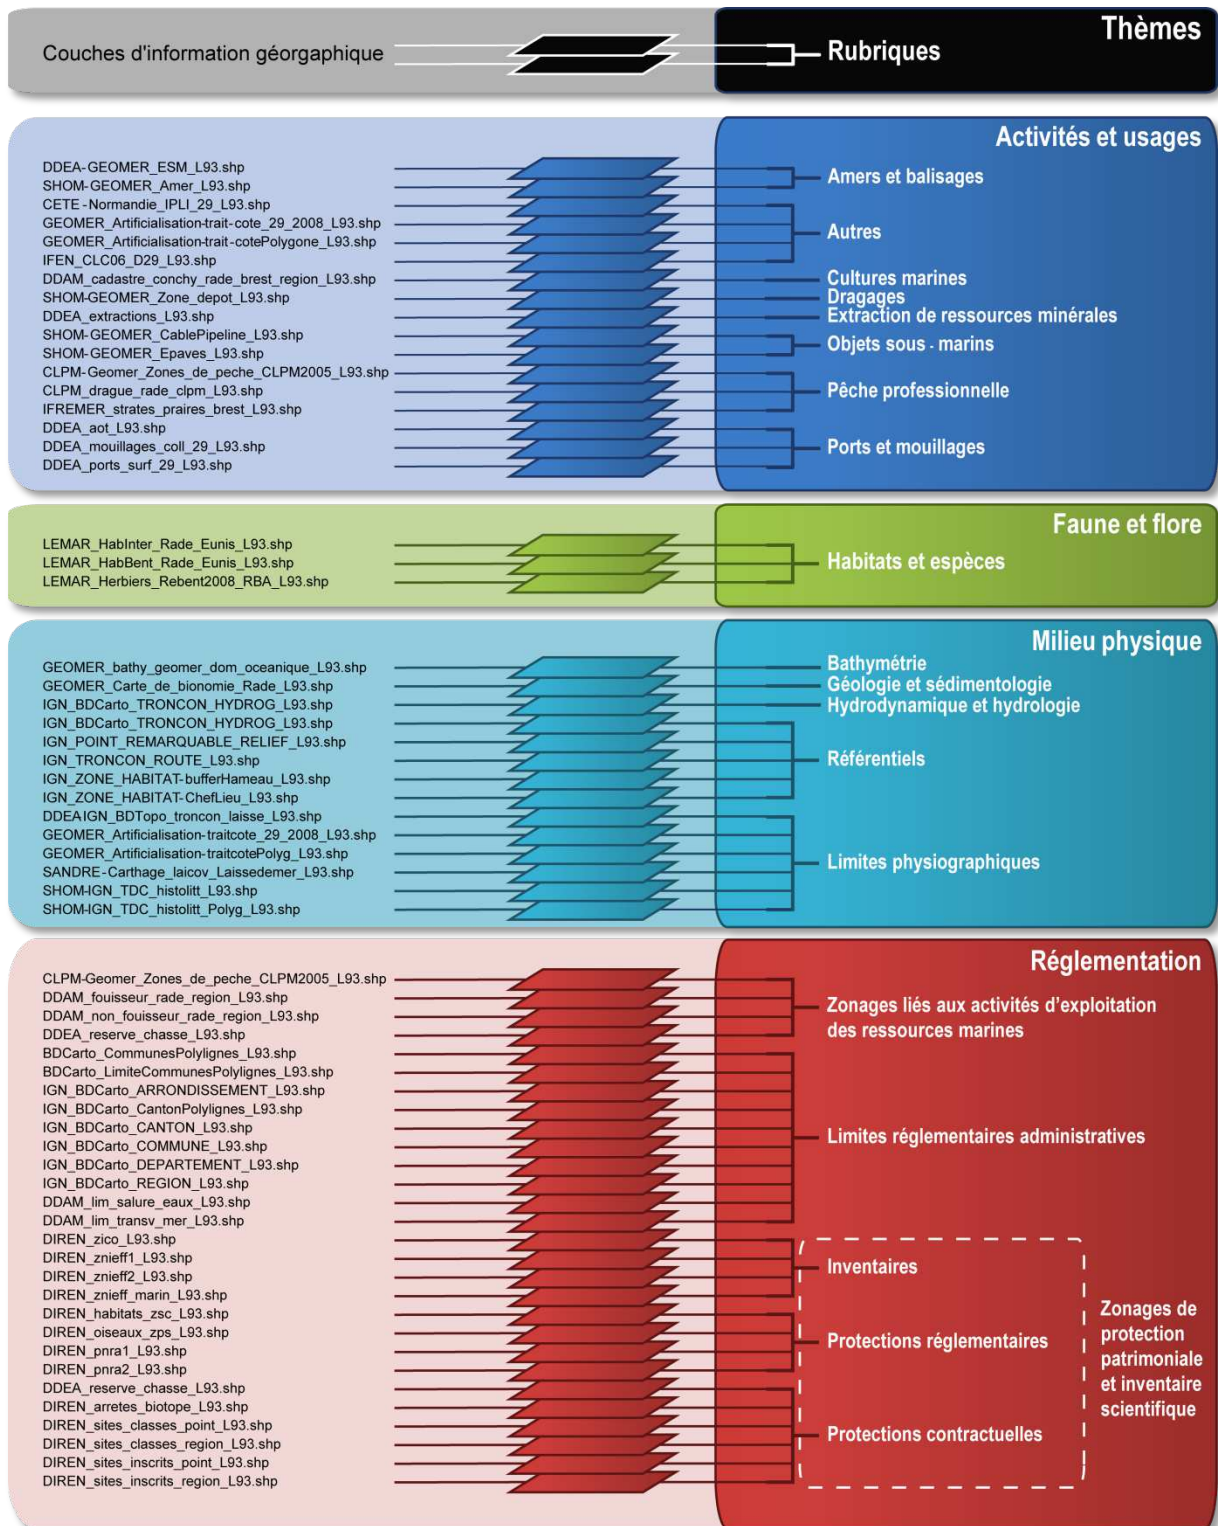 Thèmes
Couches d'information géorgaphique
Rubriques
Activités et usages
DDEA-GEOMER_ESM_L93.shp
SHOM-GEOMER_Amer_L93.shp
Amers et balisages
CETE-Normandie_IPLI_29_L93.shp
GEOMER_Artificialisation-trait-cote_29_2008_L93.shp
GEOMER_Artificialisation-trait-cotePolygone_L93.shp
IFEN_CLC06_D29_L93.shp
Autres
DDAM_cadastre_conchy_rade_brest_region_L93.shp
Cultures marines
SHOM-GEOMER_Zone_depot_L93.shp
Dragages
DDEA_extractions_L93.shp
Extraction de ressources minérales
SHOM-GEOMER_CablePipeline_L93.shp
SHOM-GEOMER_Epaves_L93.shp
Objets sous-marins
CLPM-Geomer_Zones_de_peche_CLPM2005_L93.shp
CLPM_drague_rade_clpm_L93.shp
IFREMER_strates_praires_brest_L93.shp
Pêche professionnelle
DDEA_aot_L93.shp
DDEA_mouillages_coll_29_L93.shp
DDEA_ports_surf_29_L93.shp
Ports et mouillages
Faune et flore
LEMAR_HabInter_Rade_Eunis_L93.shp
LEMAR_HabBent_Rade_Eunis_L93.shp
LEMAR_Herbiers_Rebent2008_RBA_L93.shp
Habitats et espèces
Milieu physique
GEOMER_bathy_geomer_dom_oceanique_L93.shp
Bathymétrie
GEOMER_Carte_de_bionomie_Rade_L93.shp
Géologie et sédimentologie
IGN_BDCarto_TRONCON_HYDROG_L93.shp
Hydrodynamique et hydrologie
IGN_BDCarto_TRONCON_HYDROG_L93.shp
IGN_POINT_REMARQUABLE_RELIEF_L93.shp
IGN_TRONCON_ROUTE_L93.shp
IGN_ZONE_HABITAT-bufferHameau_L93.shp
IGN_ZONE_HABITAT-ChefLieu_L93.shp
Référentiels
DDEAIGN_BDTopo_troncon_laisse_L93.shp
GEOMER_Artificialisation-traitcote_29_2008_L93.shp
GEOMER_Artificialisation-traitcotePolyg_L93.shp
SANDRE-Carthage_laicov_Laissedemer_L93.shp
SHOM-IGN_TDC_histolitt_L93.shp
SHOM-IGN_TDC_histolitt_Polyg_L93.shp
Limites physiographiques
Réglementation
CLPM-Geomer_Zones_de_peche_CLPM2005_L93.shp
DDAM_fouisseur_rade_region_L93.shp
DDAM_non_fouisseur_rade_region_L93.shp
DDEA_reserve_chasse_L93.shp
Zonages liés aux activités d'exploitation
des ressources marines
BDCarto_CommunesPolylignes_L93.shp
BDCarto_LimiteCommunesPolylignes_L93.shp
IGN_BDCarto_ARRONDISSEMENT_L93.shp
IGN_BDCarto_CantonPolylignes_L93.shp
IGN_BDCarto_CANTON_L93.shp
IGN_BDCarto_COMMUNE_L93.shp
IGN_BDCarto_DEPARTEMENT_L93.shp
IGN_BDCarto_REGION_L93.shp
DDAM_lim_salure_eaux_L93.shp
DDAM_lim_transv_mer_L93.shp
Limites réglementaires administratives
DIREN_zico_L93.shp
DIREN_znieff1_L93.shp
DIREN_znieff2_L93.shp
DIREN_znieff_marin_L93.shp
Inventaires
DIREN_habitats_zsc_L93.shp
DIREN_oiseaux_zps_L93.shp
DIREN_pnra1_L93.shp
DIREN_pnra2_L93.shp
Protections réglementaires
DDEA_reserve_chasse_L93.shp
DIREN_arretes_biotope_L93.shp
DIREN_sites_classes_point_L93.shp
DIREN_sites_classes_region_L93.shp
DIREN_sites_inscrits_point_L93.shp
DIREN_sites_inscrits_region_L93.shp
Protections contractuelles
Zonages de
protection
patrimoniale
et inventaire
scientifique